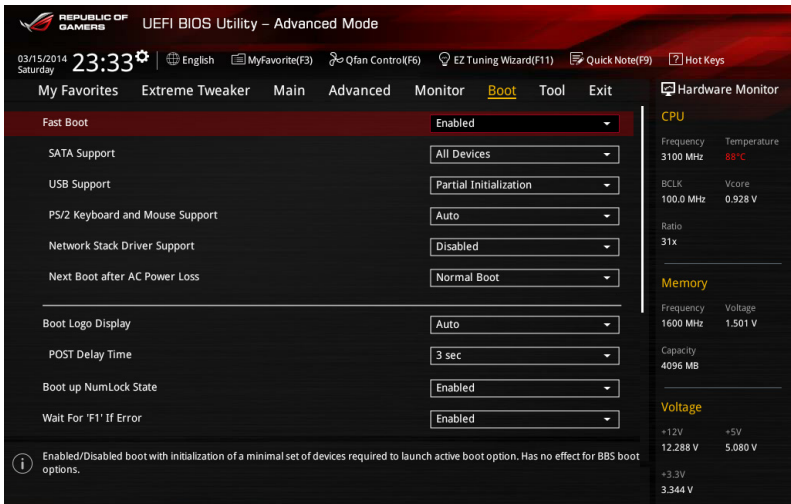 REPUBLIC OF
GAMERS
UEFI BIOS Utility – Advanced Mode
03/15/2014
Saturday
23:33
English
MyFavorite(F3)
Qfan Control(F6)
EZ Tuning Wizard(F11)
Quick Note(F9)
? Hot Keys
My Favorites Extreme Tweaker Main Advanced Monitor Boot Tool Exit
Fast Boot Enabled
SATA Support All Devices
USB Support Partial Initialization
PS/2 Keyboard and Mouse Support Auto
Network Stack Driver Support Disabled
Next Boot after AC Power Loss Normal Boot
Boot Logo Display Auto
POST Delay Time 3 sec
Boot up NumLock State Enabled
Wait For 'F1' If Error Enabled
i
Enabled/Disabled boot with initialization of a minimal set of devices required to launch active boot option. Has no effect for BBS boot
options.
Hardware Monitor
CPU
Frequency Temperature
3100 MHz 88°C
BCLK Vcore
100.0 MHz 0.928 V
Ratio
31x
Memory
Frequency Voltage
1600 MHz 1.501 V
Capacity
4096 MB
Voltage
+12V +5V
12.288 V 5.080 V
+3.3V
3.344 V